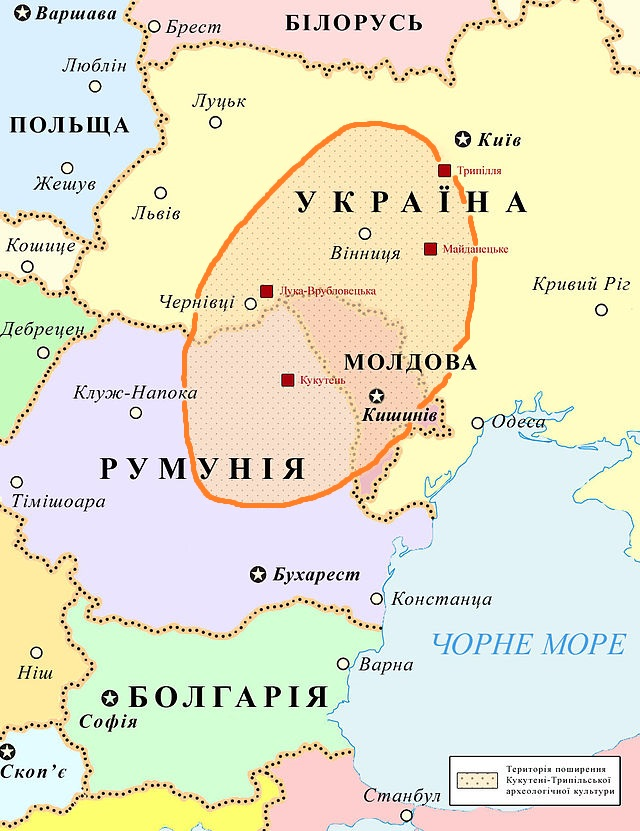 Варшава
Брест
БІЛОРУСЬ
Люблін
Луцьк
ПОЛЬЩА
Київ
Трипілля
Жешув
Львів
УКРАЇНА
Кошице
Вінниця
Майданецьке
Лука-Врубловецька
Чернівці
Кривий Ріг
Дебрецен
МОЛДОВА
Кукутень
Клуж-Напока
Кишинів
Одеса
РУМУНІЯ
Тімішоара
Бухарест
Констанца
ЧОРНЕ МОРЕ
Ніш
Варна
БОЛГАРІЯ
Софія
Скоп'є
Територія поширення
Кукутені-Трипільської
археологічної культури
Станбул